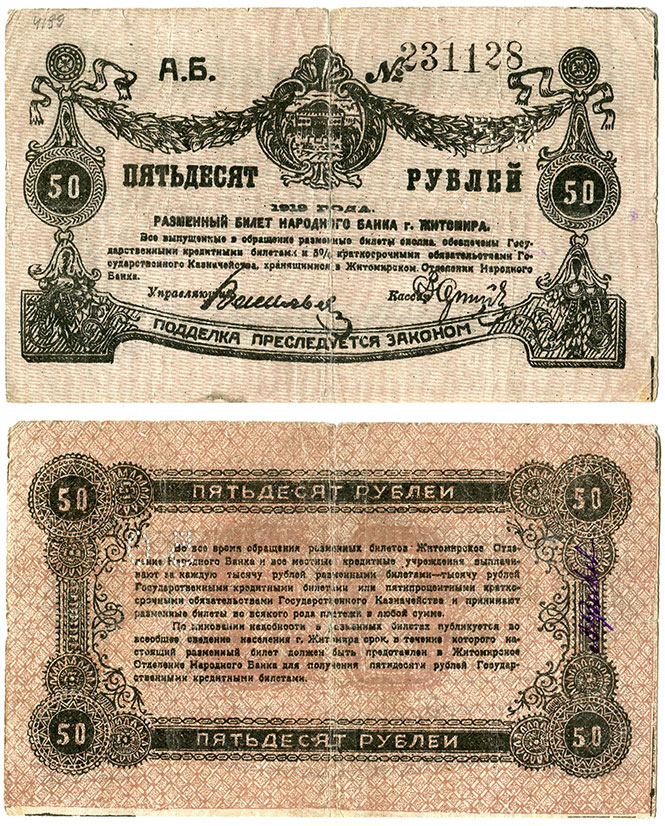 4199
А.Б. № 231128
50 50
ПЯТЬДЕСЯТ РУБЛЕЙ
1919 ГОДА.
РАЗМЕННЫЙ БИЛЕТ НАРОДНОГО БАНКА г. ЖИТОМИРА.
Все выпущенные в обращение разменные билеты сполна обеспечены Госу-
дарственными кредитными билетами и 5% краткосрочными обязательствами Го-
сударственного Казначейства, хранящимися в Житомирском Отделении Народного
Банка.
Управляющий Кассир
ПОДДЕЛКА ПРЕСЛЕДУЕТСЯ ЗАКОНОМ
50 ПЯТЬДЕСЯТ РУБЛЕЙ 50
Во все время обращения разменных билетов Житомирское Отде-
ление Народного Банка и все местные кредитные учреждения выплачи-
вают за каждую тысячу рублей разменными билетами—тысячу рублей
Государственными кредитными билетами или пятипроцентными кратко-
срочными обязательствами Государственного Казначейства и принимают
разменные билеты во всякого рода платежи в любой сумме.
По миновании надобности в разменных билетах публикуется во
всеобщее сведение населения г. Житомира срок, в течение которого на-
стоящий разменный билет должен быть представлен в Житомирское
Отделение Народного Банка для получения пятидесяти рублей Государ-
ственными кредитными билетами.
50 ПЯТЬДЕСЯТ РУБЛЕЙ 50